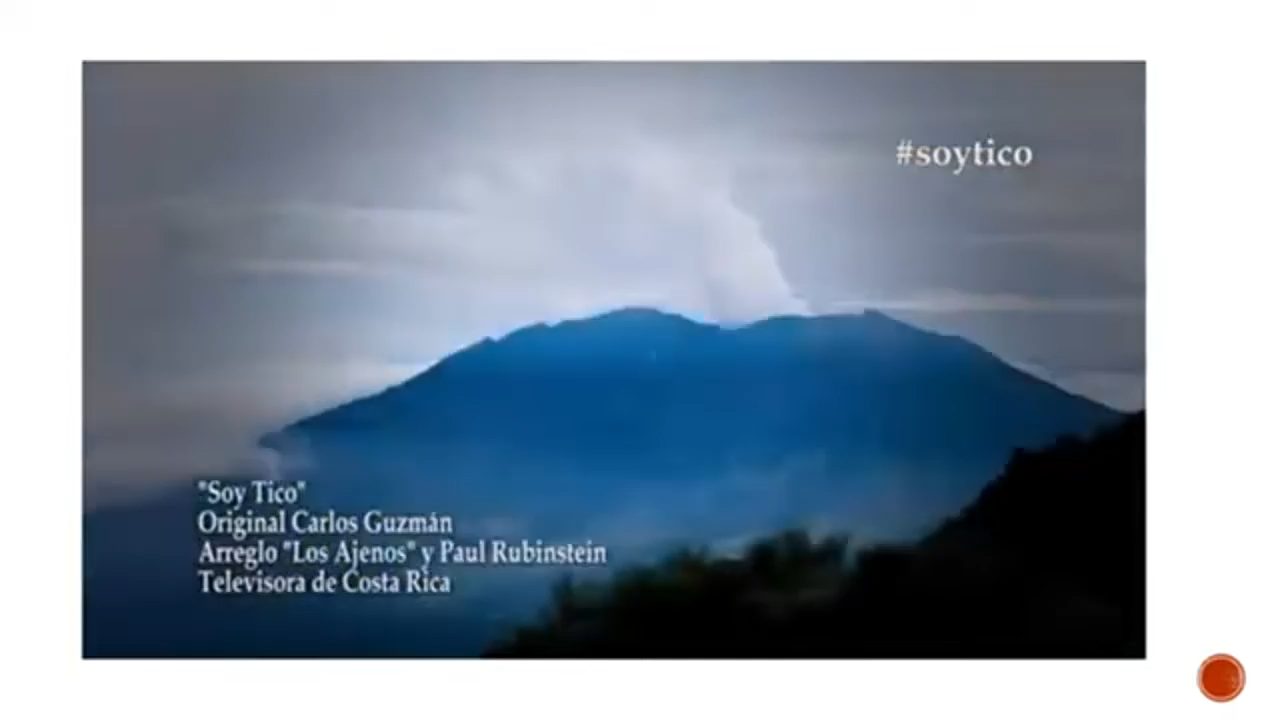 #soytico
"Soy Tico"
Original Carlos Guzmán
Arreglo "Los Ajenos" y Paul Rubinstein
Televisora de Costa Rica